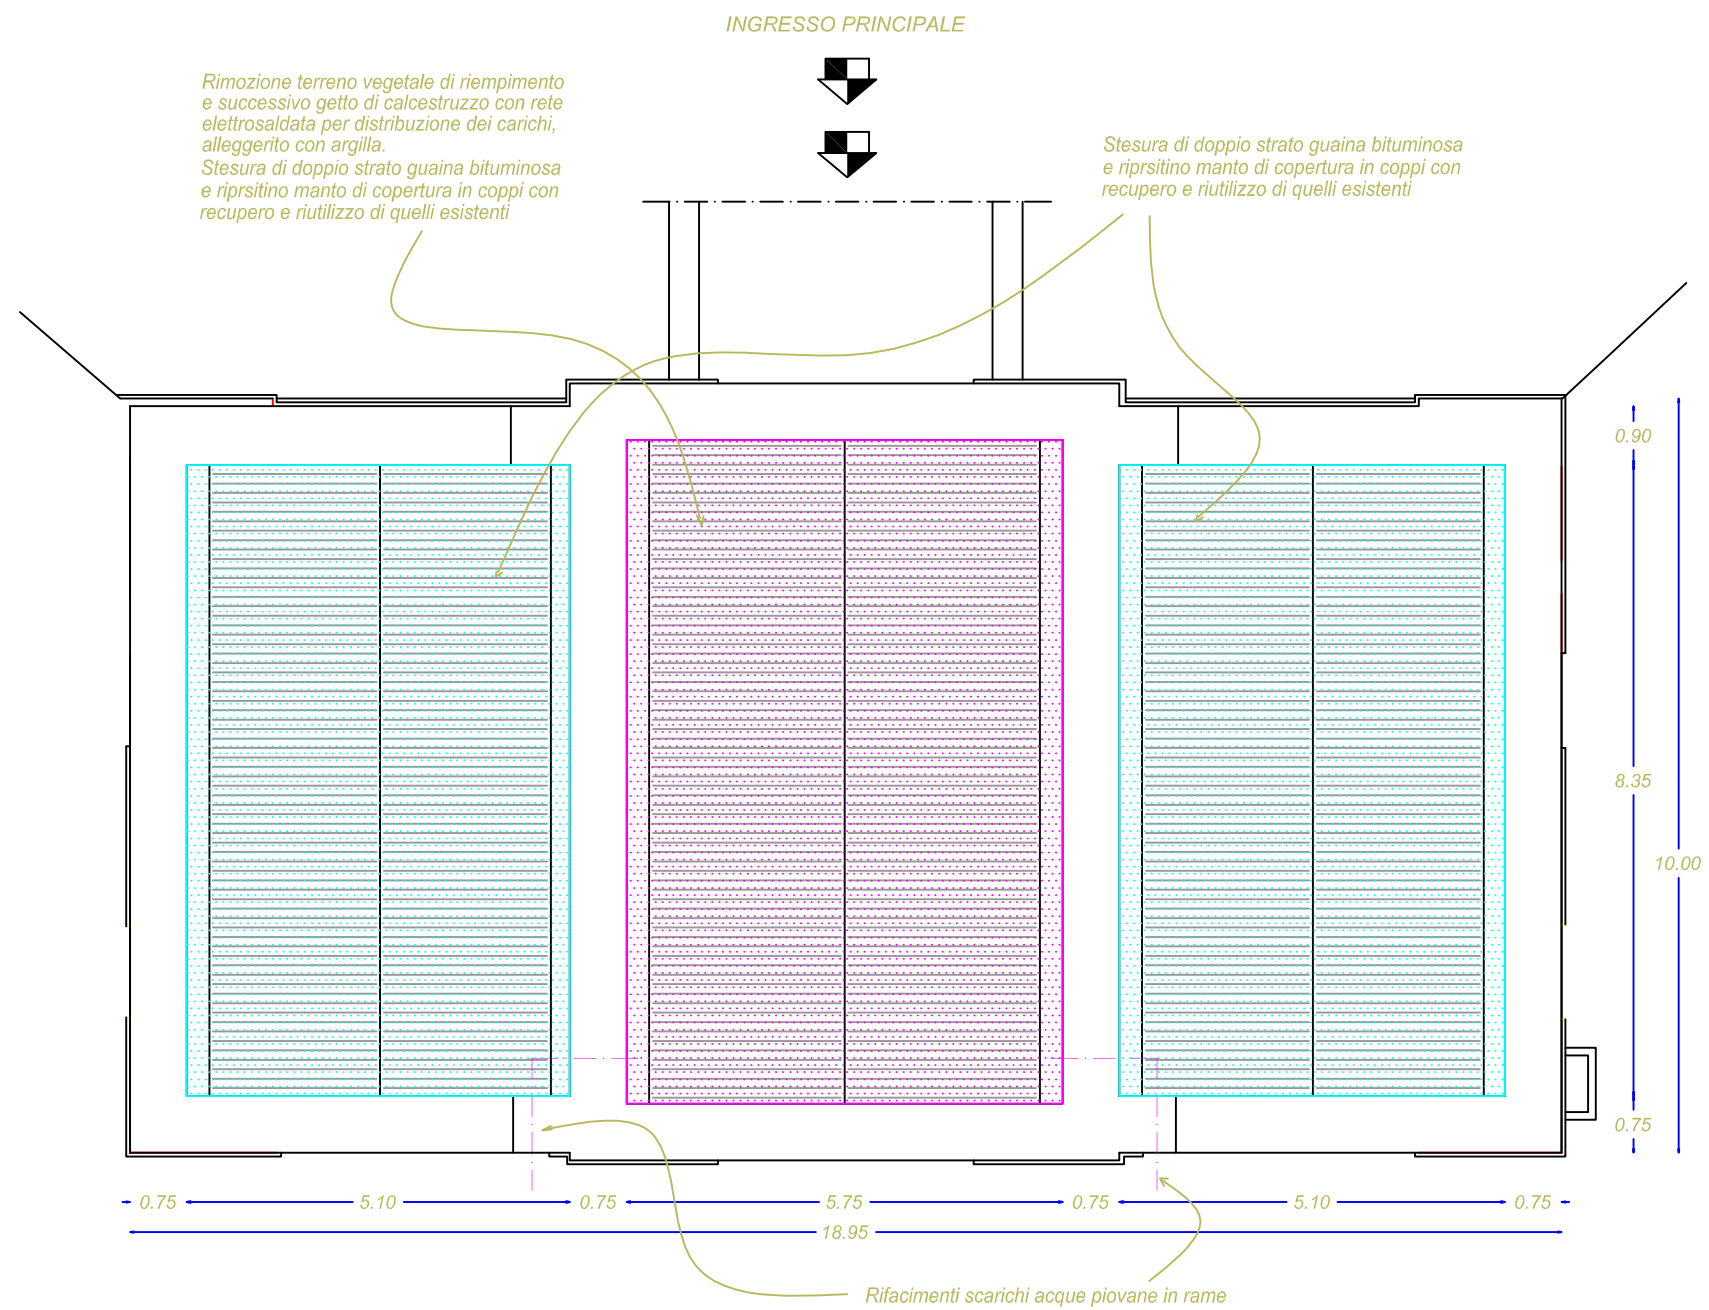 INGRESSO PRINCIPALE
Rimozione terreno vegetale di riempimento
e successivo getto di calcestruzzo con rete
elettrosaldata per distribuzione dei carichi,
alleggerito con argilla.
Stesura di doppio strato guaina bituminosa
e riprsitino manto di copertura in coppi con
recupero e riutilizzo di quelli esistenti
Stesura di doppio strato guaina bituminosa
e riprsitino manto di copertura in coppi con
recupero e riutilizzo di quelli esistenti
0.90
8.35
10.00
0.75
0.75
5.10
0.75
5.75
0.75
5.10
0.75
18.95
Rifacimenti scarichi acque piovane in rame